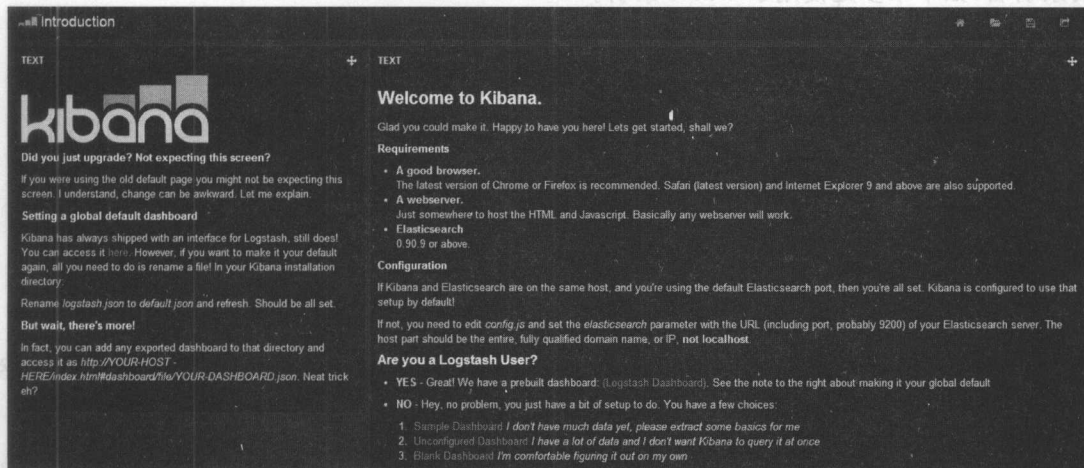 Introduction
TEXT
kibana
Did you just upgrade? Not expecting this screen?
If you were using the old default page you might not be expecting this
screen. I understand, change can be awkward. Let me explain.
Setting a global default dashboard
Kibana has always shipped with an interface for Logstash, still does!
You can access it here. However, if you want to make it your default
again, all you need to do is rename a file! In your Kibana installation
directory:
Rename logstash.json to default.json and refresh. Should be all set.
But wait, there's more!
In fact, you can add any exported dashboard to that directory and
access it as http://YOUR-HOST -
HERE/index.html#dashboard/file/YOUR-DASHBOARD.json. Neat trick
eh?
TEXT
Welcome to Kibana.
Glad you could make it. Happy to have you here! Lets get started, shall we?
Requirements
• A good browser.
The latest version of Chrome or Firefox is recommended. Safari (latest version) and Internet Explorer 9 and above are also supported.
• A webserver.
Just somewhere to host the HTML and Javascript. Basically any webserver will work.
• Elasticsearch
0.90.9 or above.
Configuration
If Kibana and Elasticsearch are on the same host, and you're using the default Elasticsearch port, then you're all set. Kibana is configured to use that
setup by default!
If not, you need to edit config.js and set the elasticsearch parameter with the URL (including port, probably 9200) of your Elasticsearch server. The
host part should be the entire, fully qualified domain name, or IP, not localhost.
Are you a Logstash User?
• YES - Great! We have a prebuilt dashboard: (Logstash Dashboard). See the note to the right about making it your global default
• NO - Hey, no problem, you just have a bit of setup to do. You have a few choices:
1. Sample Dashboard I don't have much data yet, please extract some basics for me
2. Unconfigured Dashboard I have a lot of data and I don't want Kibana to query it at once
3. Blank Dashboard I'm comfortable figuring it out on my own